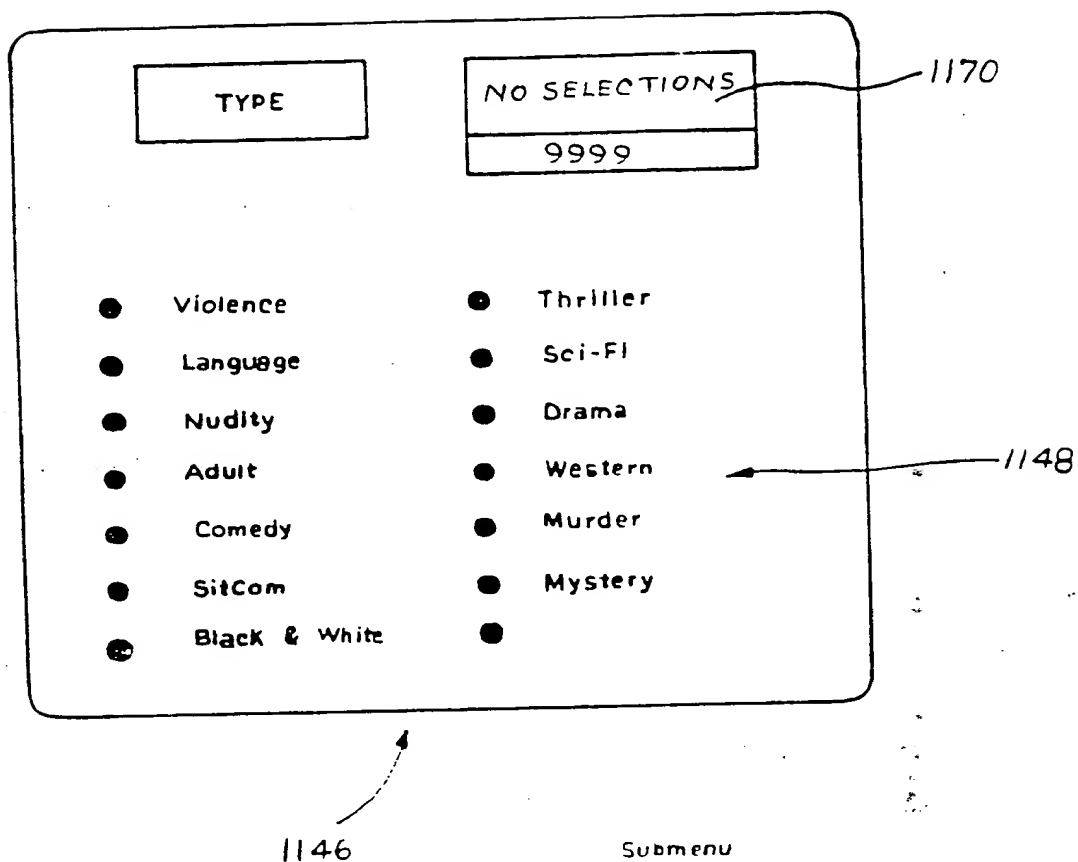 TYPE
NO SELECTIONS
9999
1170
Violence
Language
Nudity
Adult
Comedy
SitCom
Black & White
Thriller
Sci-Fi
Drama
Western
Murder
Mystery
1148
1146
Submenu